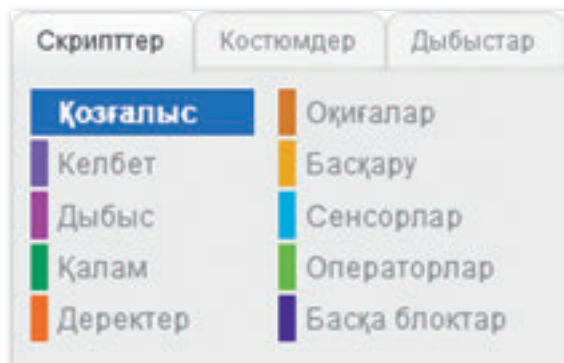 Скрипттер Костюмдер Дыбыстар
Қозғалыс Оқиғалар
Келбет Басқару
Дыбыс Сенсорлар
Қалам Операторлар
Деректер Басқа блоктар